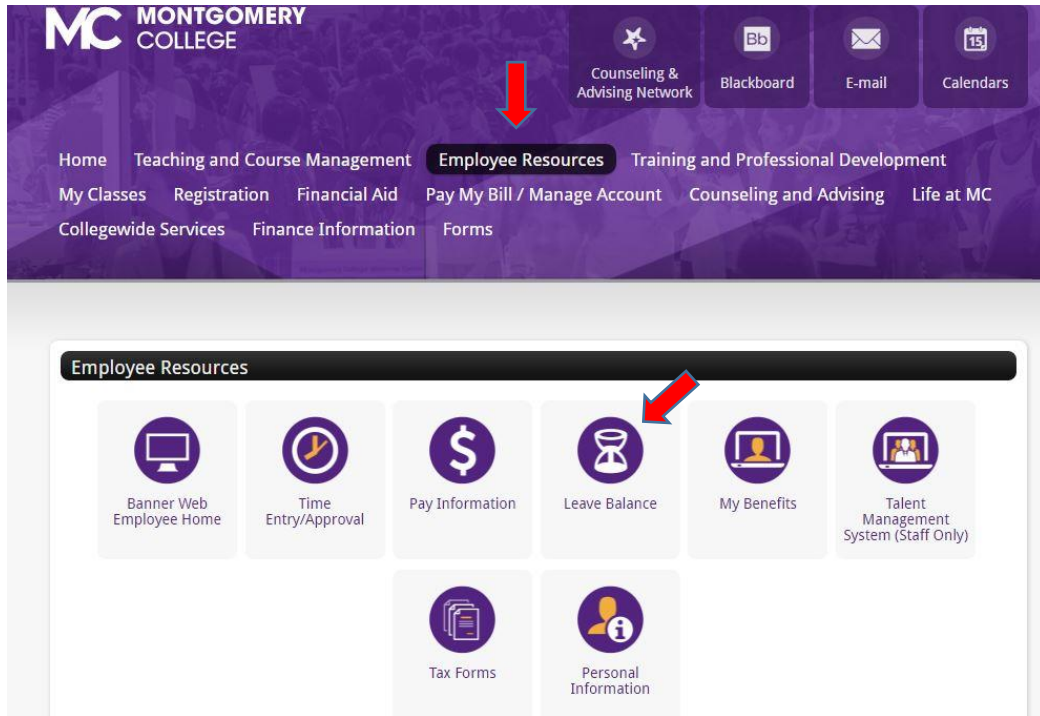 MC MONTGOMERY
COLLEGE
Counseling &
Advising Network
Bb
Blackboard
E-mail
15
Calendars
Home Teaching and Course Management Employee Resources Training and Professional Development
My Classes Registration Financial Aid Pay My Bill / Manage Account Counseling and Advising Life at MC
Collegewide Services Finance Information Forms
Employee Resources
Banner Web
Employee Home
Time
Entry/Approval
$
Pay Information
Leave Balance
My Benefits
Talent
Management
System (Staff Only)
Tax Forms
i
Personal
Information